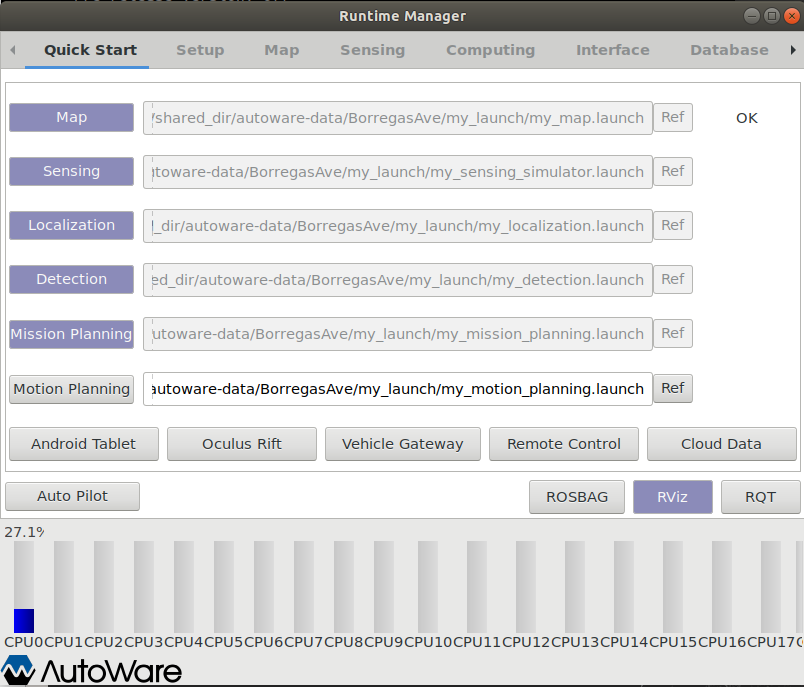 Runtime Manager
Quick Start Setup Map Sensing Computing Interface Database
Map /shared_dir/autoware-data/BorregasAve/my_launch/my_map.launch Ref OK
Sensing utoware-data/BorregasAve/my_launch/my_sensing_simulator.launch Ref
Localization _dir/autoware-data/BorregasAve/my_launch/my_localization.launch Ref
Detection ed_dir/autoware-data/BorregasAve/my_launch/my_detection.launch Ref
Mission Planning utoware-data/BorregasAve/my_launch/my_mission_planning.launch Ref
Motion Planning autoware-data/BorregasAve/my_launch/my_motion_planning.launch Ref
Android Tablet Oculus Rift Vehicle Gateway Remote Control Cloud Data
Auto Pilot ROSBAG RViz RQT
27.1%
CPU0 CPU1 CPU2 CPU3 CPU4 CPU5 CPU6 CPU7 CPU8 CPU9 CPU10 CPU11 CPU12 CPU13 CPU14 CPU15 CPU16 CPU17
AutoWare